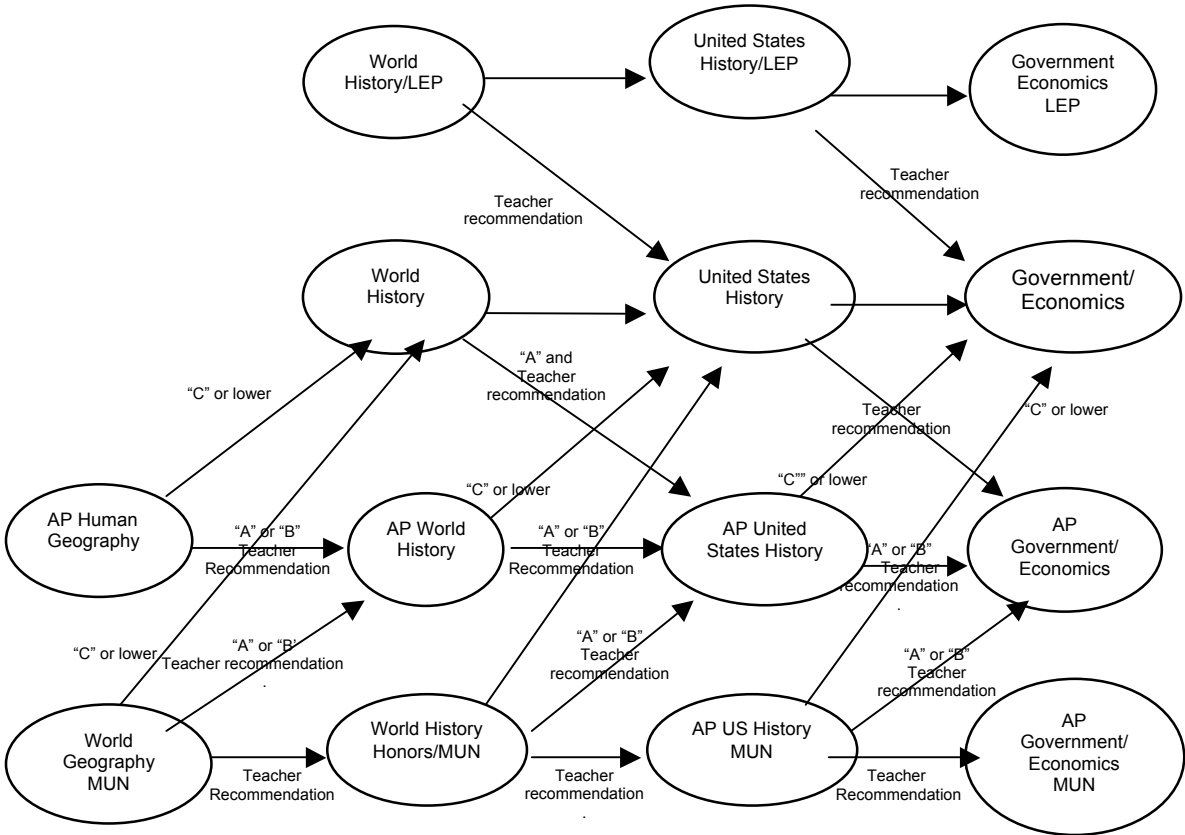 World
History/LEP
United States
History/LEP
Government
Economics
LEP
Teacher
recommendation
Teacher
recommendation
World
History
United States
History
Government/
Economics
"C" or lower
"A" and
Teacher
recommendation
Teacher
recommendation
"C" or lower
"C" or lower
"C"" or lower
AP Human
Geography
"A" or "B"
Teacher
Recommendation
AP World
History
"A" or "B"
Teacher
Recommendation
AP United
States History
"A" or "B"
Teacher
recommendation
.
AP
Government/
Economics
"C" or lower
"A" or "B'
Teacher recommendation
.
"A" or "B"
Teacher
recommendation
"A" or "B"
Teacher
recommendation
World
Geography
MUN
Teacher
Recommendation
World History
Honors/MUN
Teacher
recommendation
.
AP US History
MUN
Teacher
Recommendation
AP
Government/
Economics
MUN